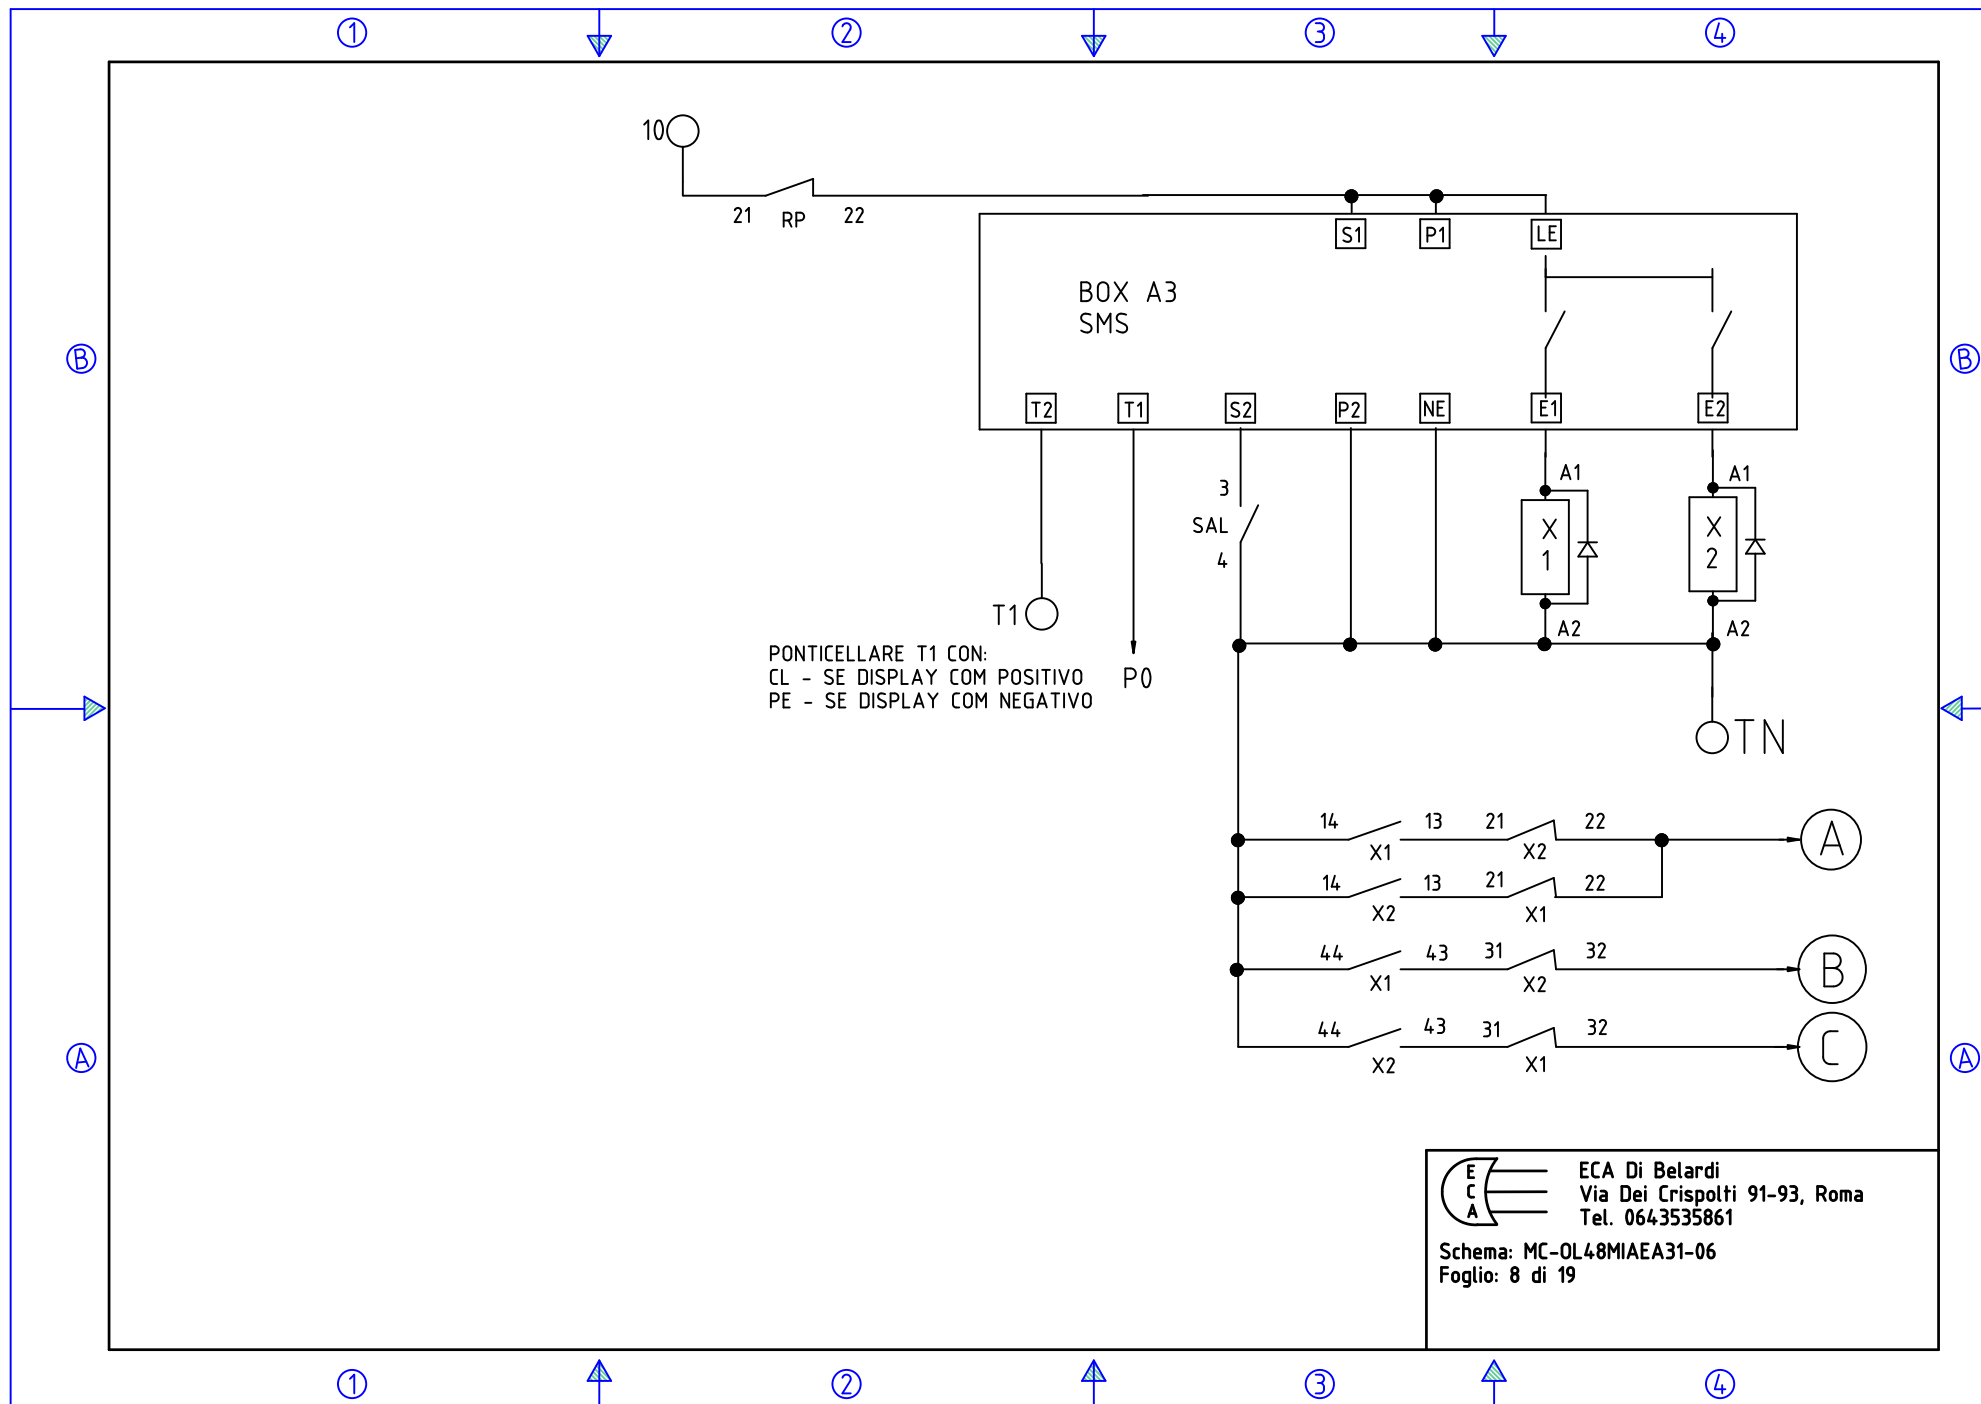 1 2 3 4
10
21 RP 22
S1 P1 LE
BOX A3
SMS
B B
T2 T1 S2 P2 NE E1 E2
A1 A1
3
SAL
4
X
1
X
2
T1
A2 A2
PONTICELLARE T1 CON:
CL - SE DISPLAY COM POSITIVO
PE - SE DISPLAY COM NEGATIVO
P0
TN
14 13 21 22
X1 X2
A
14 13 21 22
X2 X1
44 43 31 32
X1 X2
B
44 43 31 32
X2 X1
C
A A
E
C
A
ECA Di Belardi
Via Dei Crispolti 91-93, Roma
Tel. 0643535861
Schema: MC-OL48MIAEA31-06
Foglio: 8 di 19
1 2 3 4